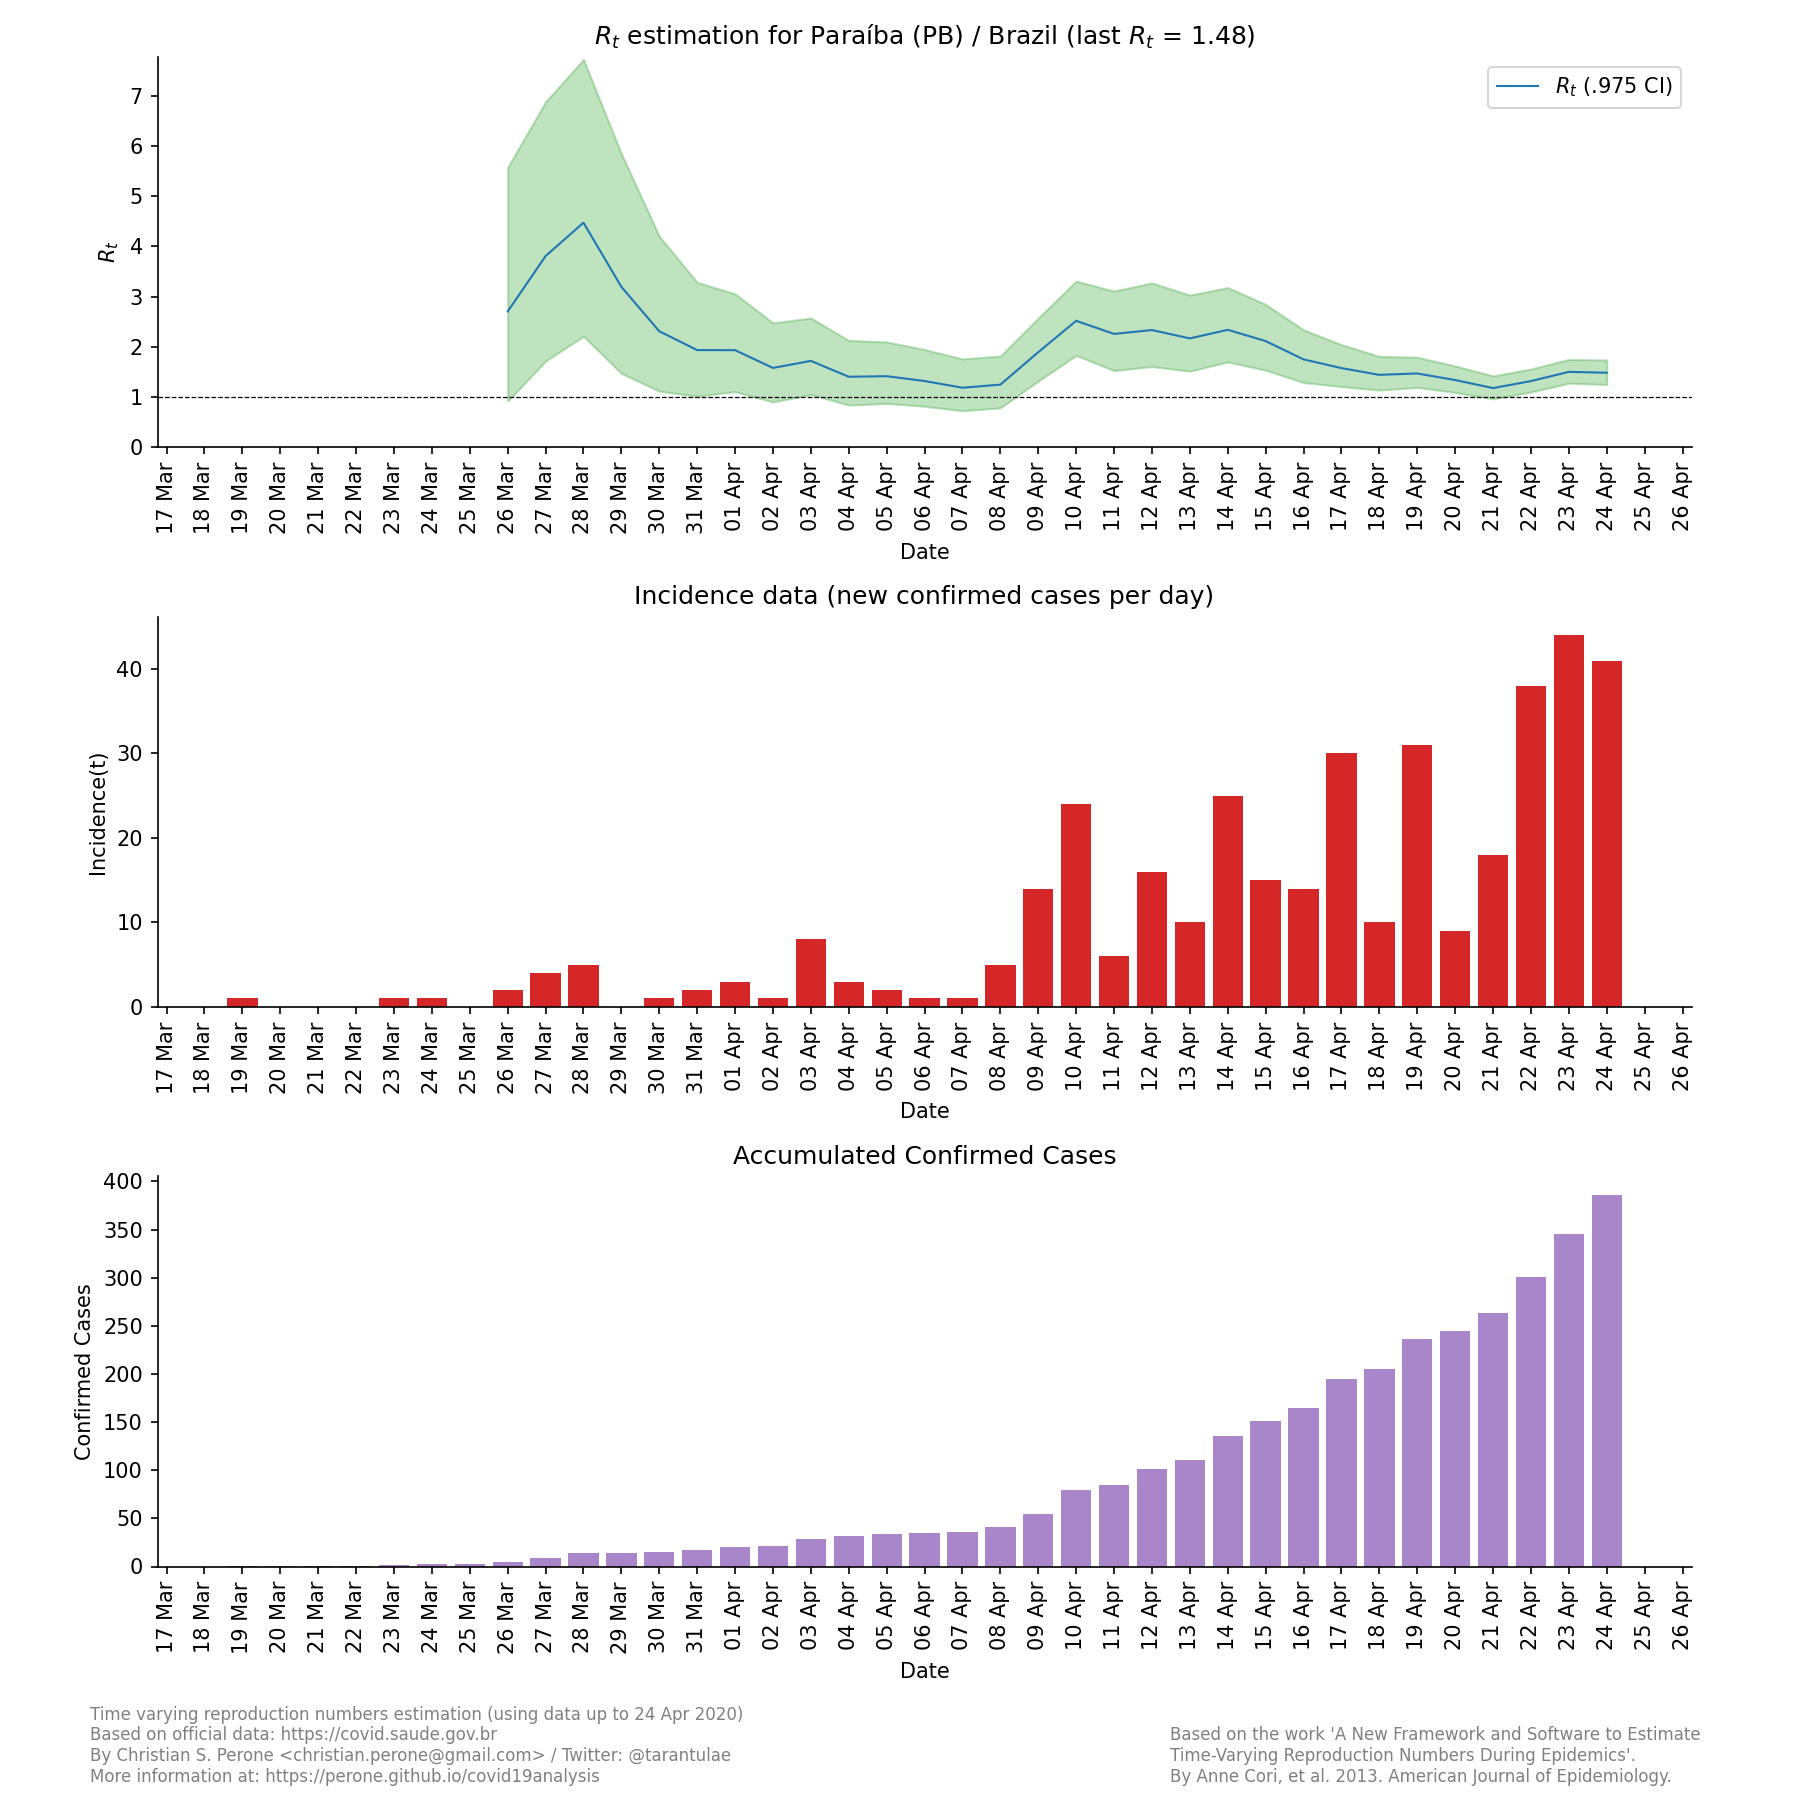 R_t estimation for Paraíba (PB) / Brazil (last R_t = 1.48)
R_t (.975 CI)
R_t
7
6
5
4
3
2
1
0
17 Mar 18 Mar 19 Mar 20 Mar 21 Mar 22 Mar 23 Mar 24 Mar 25 Mar 26 Mar 27 Mar 28 Mar 29 Mar 30 Mar 31 Mar 01 Apr 02 Apr 03 Apr 04 Apr 05 Apr 06 Apr 07 Apr 08 Apr 09 Apr 10 Apr 11 Apr 12 Apr 13 Apr 14 Apr 15 Apr 16 Apr 17 Apr 18 Apr 19 Apr 20 Apr 21 Apr 22 Apr 23 Apr 24 Apr 25 Apr 26 Apr
Date
Incidence data (new confirmed cases per day)
Incidence(t)
40
30
20
10
0
17 Mar 18 Mar 19 Mar 20 Mar 21 Mar 22 Mar 23 Mar 24 Mar 25 Mar 26 Mar 27 Mar 28 Mar 29 Mar 30 Mar 31 Mar 01 Apr 02 Apr 03 Apr 04 Apr 05 Apr 06 Apr 07 Apr 08 Apr 09 Apr 10 Apr 11 Apr 12 Apr 13 Apr 14 Apr 15 Apr 16 Apr 17 Apr 18 Apr 19 Apr 20 Apr 21 Apr 22 Apr 23 Apr 24 Apr 25 Apr 26 Apr
Date
Accumulated Confirmed Cases
Confirmed Cases
400
350
300
250
200
150
100
50
0
17 Mar 18 Mar 19 Mar 20 Mar 21 Mar 22 Mar 23 Mar 24 Mar 25 Mar 26 Mar 27 Mar 28 Mar 29 Mar 30 Mar 31 Mar 01 Apr 02 Apr 03 Apr 04 Apr 05 Apr 06 Apr 07 Apr 08 Apr 09 Apr 10 Apr 11 Apr 12 Apr 13 Apr 14 Apr 15 Apr 16 Apr 17 Apr 18 Apr 19 Apr 20 Apr 21 Apr 22 Apr 23 Apr 24 Apr 25 Apr 26 Apr
Date
Time varying reproduction numbers estimation (using data up to 24 Apr 2020)
Based on official data: https://covid.saude.gov.br
By Christian S. Perone <christian.perone@gmail.com> / Twitter: @tarantulae
More information at: https://perone.github.io/covid19analysis
Based on the work 'A New Framework and Software to Estimate
Time-Varying Reproduction Numbers During Epidemics'.
By Anne Cori, et al. 2013. American Journal of Epidemiology.